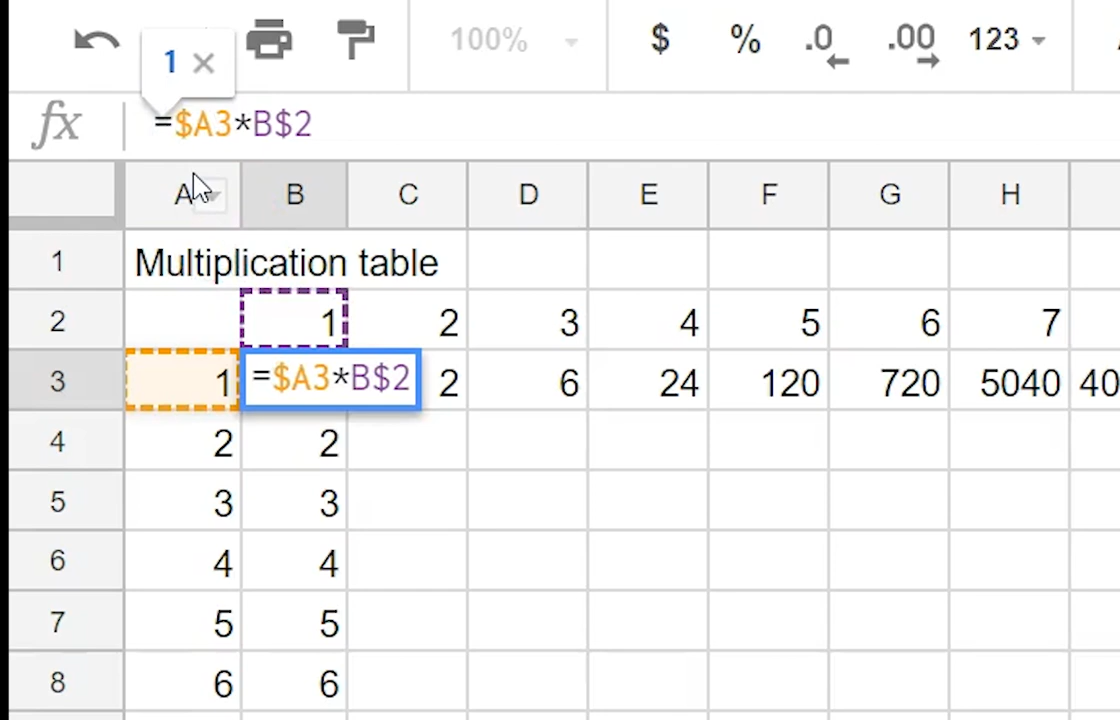 100% $ % .0 .00 123
1 ×
fx =$A3*B$2
A B C D E F G H
1 Multiplication table
2 1 2 3 4 5 6 7
3 1 =$A3*B$2 2 6 24 120 720 5040 40
4 2 2
5 3 3
6 4 4
7 5 5
8 6 6